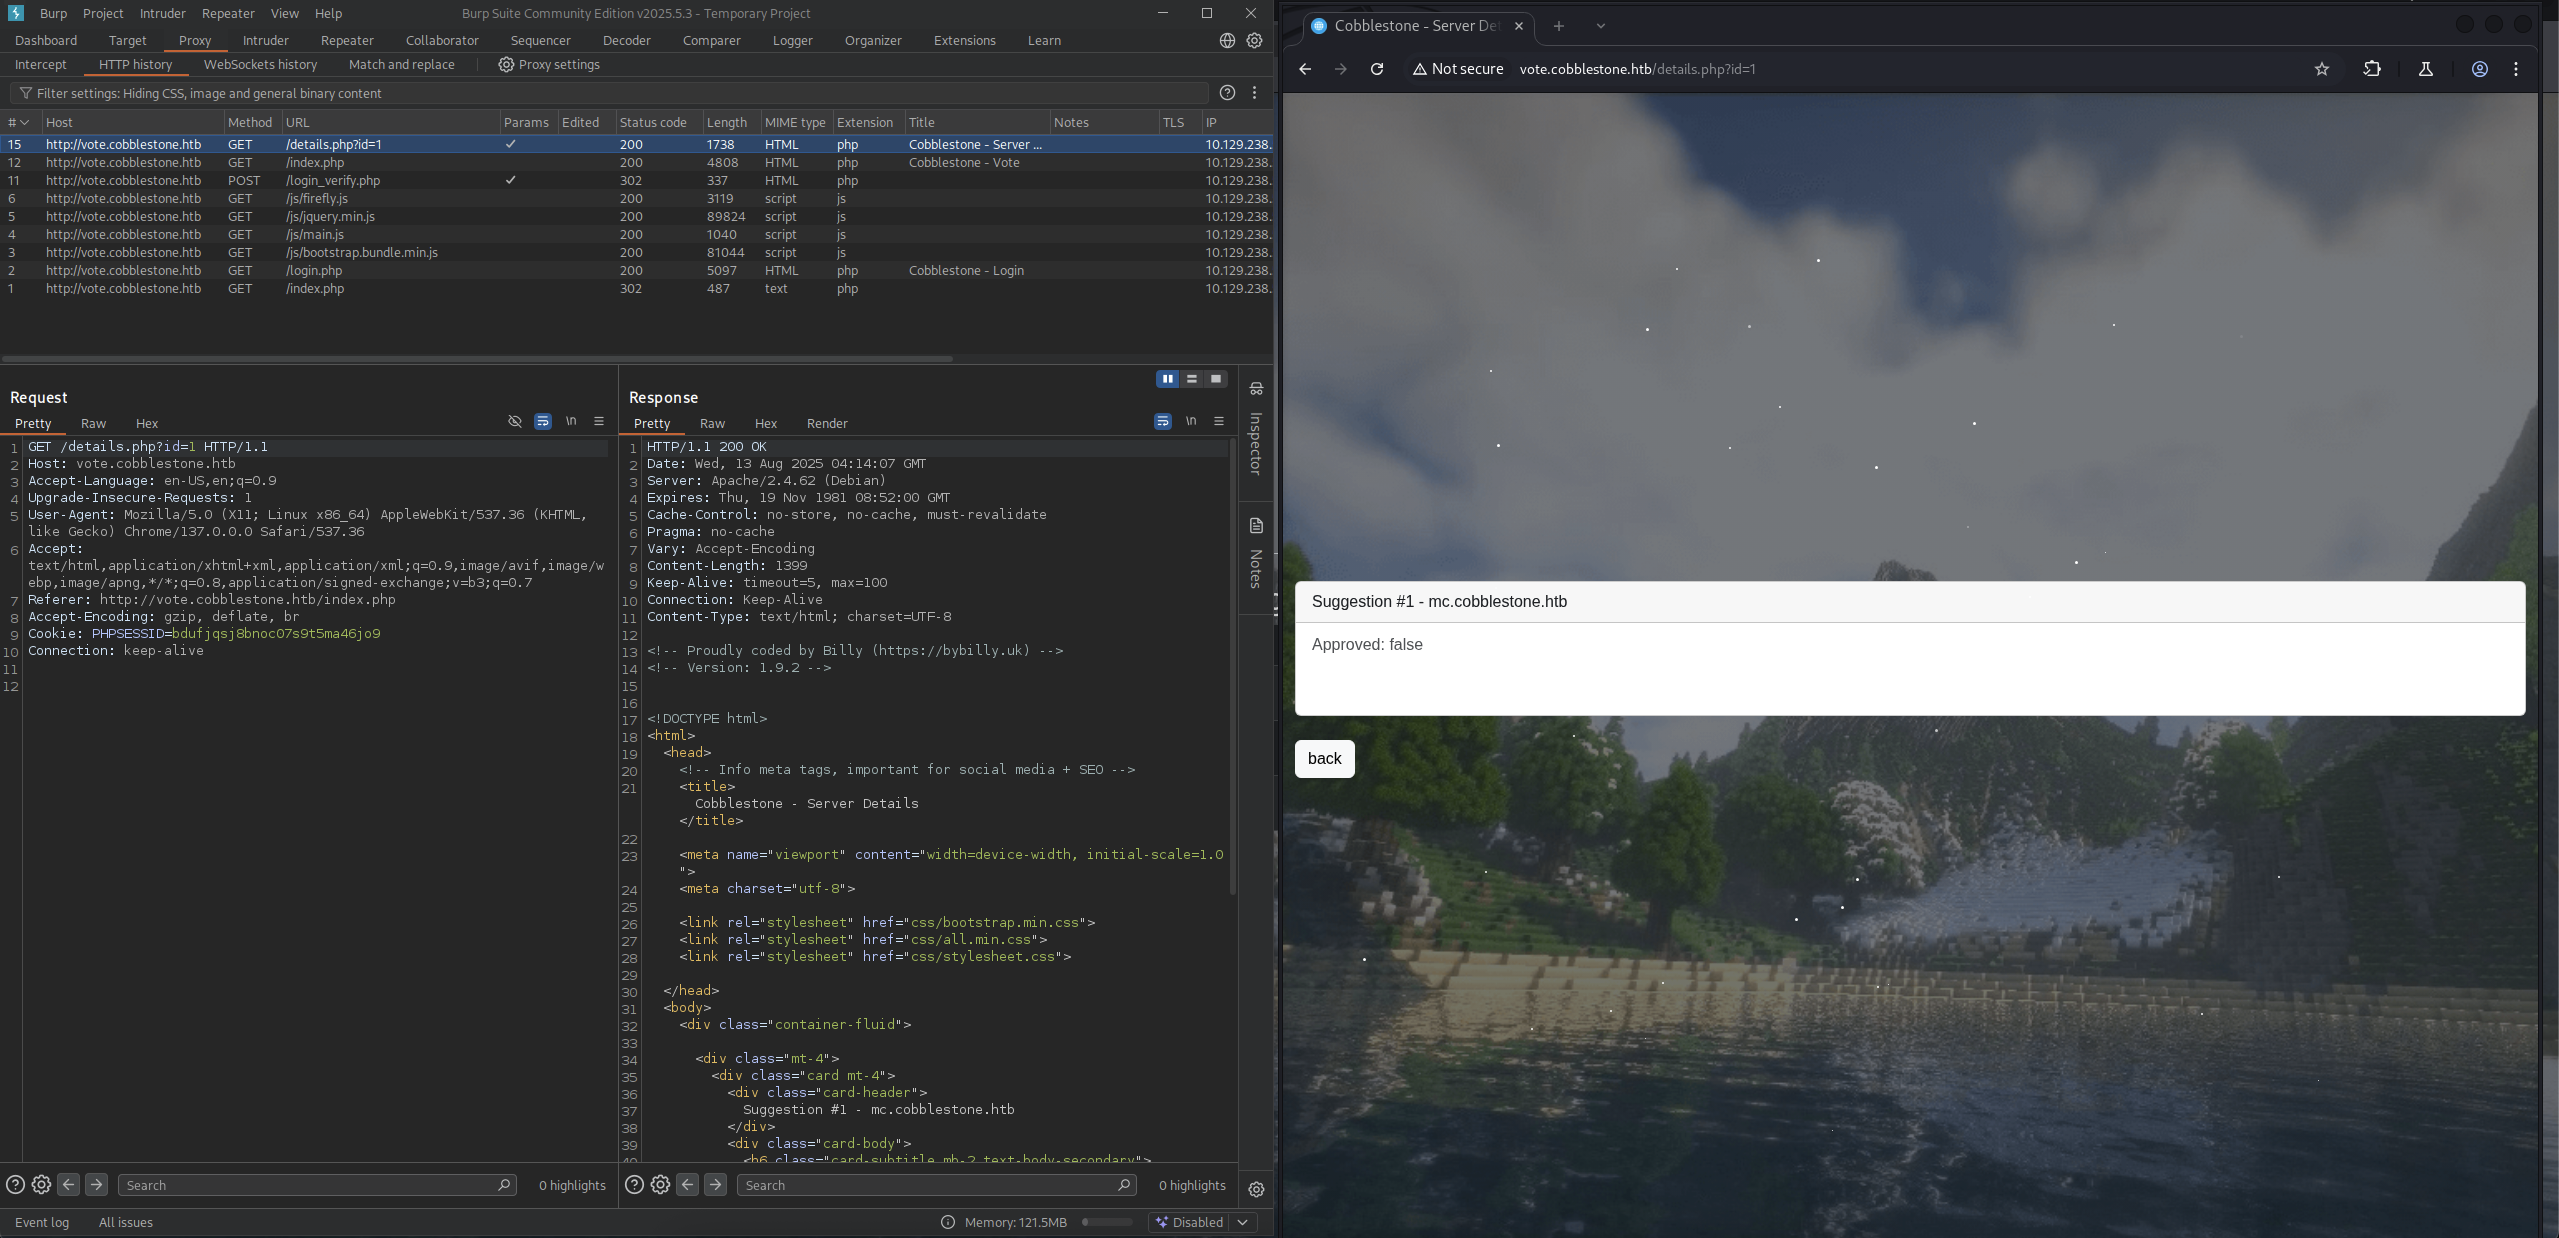 Burp Project Intruder Repeater View Help Burp Suite Community Edition v2025.5.3 - Temporary Project
Dashboard Target Proxy Intruder Repeater Collaborator Sequencer Decoder Comparer Logger Organizer Extensions Learn
Intercept HTTP history WebSockets history Match and replace Proxy settings
Filter settings: Hiding CSS, image and general binary content
# Host Method URL Params Edited Status code Length MIME type Extension Title Notes TLS IP
15 http://vote.cobblestone.htb GET /details.php?id=1 ✓ 200 1738 HTML php Cobblestone - Server ... 10.129.238.
12 http://vote.cobblestone.htb GET /index.php 200 4808 HTML php Cobblestone - Vote 10.129.238.
11 http://vote.cobblestone.htb POST /login_verify.php ✓ 302 337 HTML php 10.129.238.
6 http://vote.cobblestone.htb GET /js/firefly.js 200 3119 script js 10.129.238.
5 http://vote.cobblestone.htb GET /js/jquery.min.js 200 89824 script js 10.129.238.
4 http://vote.cobblestone.htb GET /js/main.js 200 1040 script js 10.129.238.
3 http://vote.cobblestone.htb GET /js/bootstrap.bundle.min.js 200 81044 script js 10.129.238.
2 http://vote.cobblestone.htb GET /login.php 200 5097 HTML php Cobblestone - Login 10.129.238.
1 http://vote.cobblestone.htb GET /index.php 302 487 text php 10.129.238.
Request
Pretty Raw Hex \n
1 GET /details.php?id=1 HTTP/1.1
2 Host: vote.cobblestone.htb
3 Accept-Language: en-US,en;q=0.9
4 Upgrade-Insecure-Requests: 1
5 User-Agent: Mozilla/5.0 (X11; Linux x86_64) AppleWebKit/537.36 (KHTML,
like Gecko) Chrome/137.0.0.0 Safari/537.36
6 Accept:
text/html,application/xhtml+xml,application/xml;q=0.9,image/avif,image/w
ebp,image/apng,*/*;q=0.8,application/signed-exchange;v=b3;q=0.7
7 Referer: http://vote.cobblestone.htb/index.php
8 Accept-Encoding: gzip, deflate, br
9 Cookie: PHPSESSID=bdufjqsj8bnoc07s9t5ma46jo9
10 Connection: keep-alive
11
12
Search 0 highlights
Response
Pretty Raw Hex Render \n
1 HTTP/1.1 200 OK
2 Date: Wed, 13 Aug 2025 04:14:07 GMT
3 Server: Apache/2.4.62 (Debian)
4 Expires: Thu, 19 Nov 1981 08:52:00 GMT
5 Cache-Control: no-store, no-cache, must-revalidate
6 Pragma: no-cache
7 Vary: Accept-Encoding
8 Content-Length: 1399
9 Keep-Alive: timeout=5, max=100
10 Connection: Keep-Alive
11 Content-Type: text/html; charset=UTF-8
12
13 <!-- Proudly coded by Billy (https://bybilly.uk) -->
14 <!-- Version: 1.9.2 -->
15
16
17 <!DOCTYPE html>
18 <html>
19 <head>
20 <!-- Info meta tags, important for social media + SEO -->
21 <title>
Cobblestone - Server Details
</title>
22
23 <meta name="viewport" content="width=device-width, initial-scale=1.0
">
24 <meta charset="utf-8">
25
26 <link rel="stylesheet" href="css/bootstrap.min.css">
27 <link rel="stylesheet" href="css/all.min.css">
28 <link rel="stylesheet" href="css/stylesheet.css">
29
30 </head>
31 <body>
32 <div class="container-fluid">
33
34 <div class="mt-4">
35 <div class="card mt-4">
36 <div class="card-header">
37 Suggestion #1 - mc.cobblestone.htb
38 </div>
39 <div class="card-body">
40 <h6 class="card-subtitle mb-2 text-body-secondary">
Search 0 highlights
Inspector
Notes
Event log All issues Memory: 121.5MB Disabled
Cobblestone - Server Det
Not secure vote.cobblestone.htb/details.php?id=1
Suggestion #1 - mc.cobblestone.htb
Approved: false
back